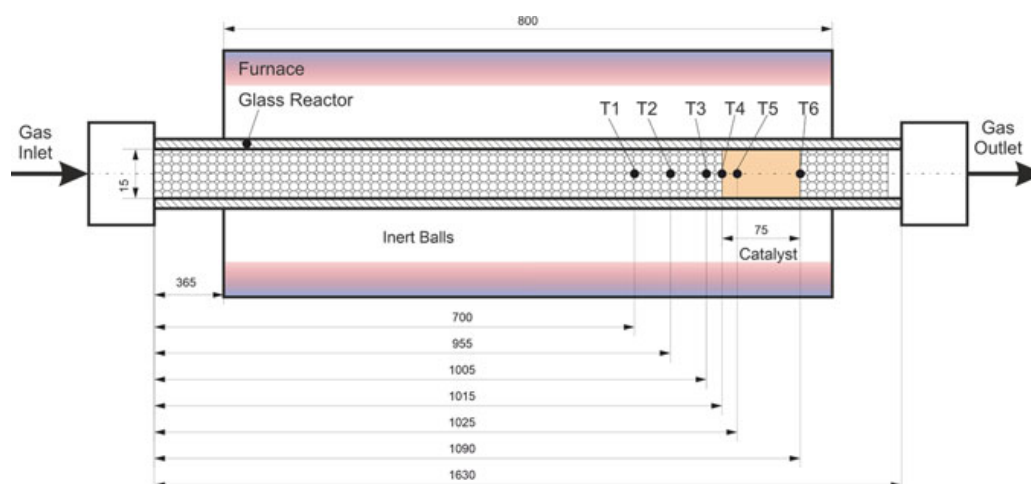 800
Furnace
Glass Reactor
T1 T2 T3 T4 T5 T6
Gas
Inlet
Gas
Outlet
15
Inert Balls
75
Catalyst
365
700
955
1005
1015
1025
1090
1630